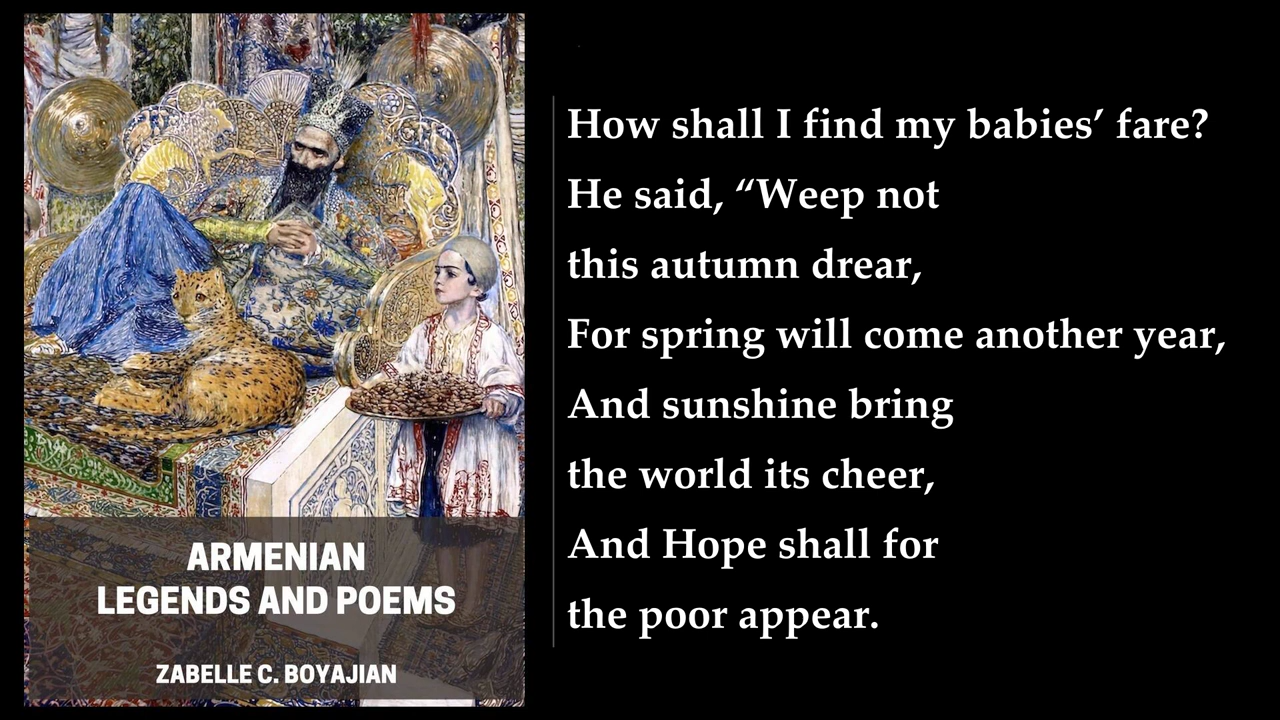 ARMENIAN
LEGENDS AND POEMS
ZABELLE C. BOYAJIAN
How shall I find my babies’ fare?
He said, “Weep not
this autumn drear,
For spring will come another year,
And sunshine bring
the world its cheer,
And Hope shall for
the poor appear.